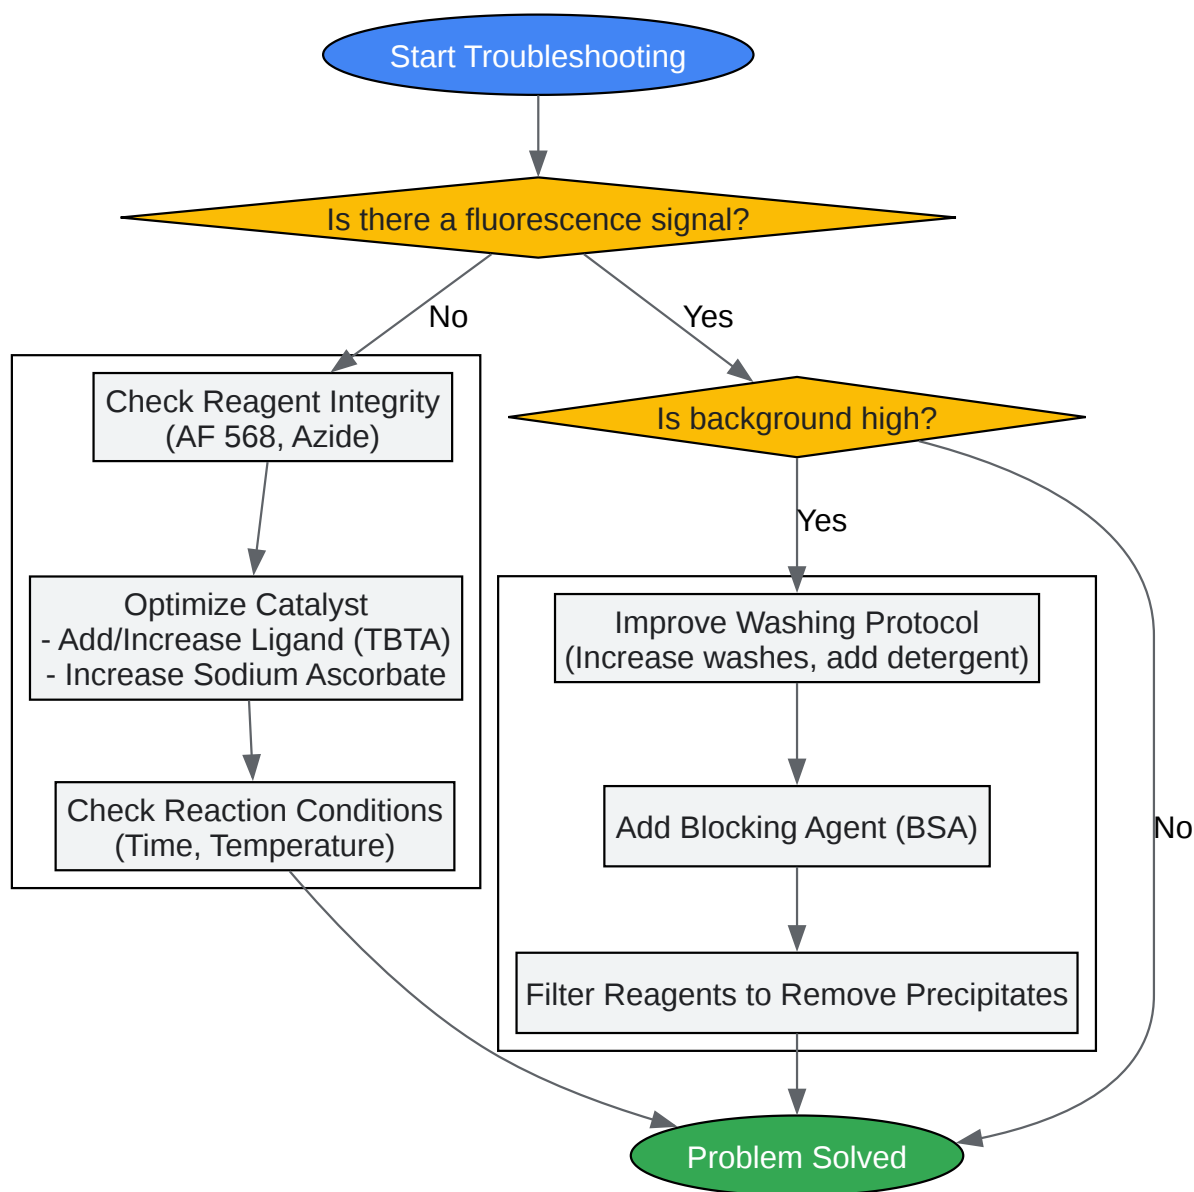 Start Troubleshooting
Is there a fluorescence signal?
No
Yes
Check Reagent Integrity
(AF 568, Azide)
Is background high?
Yes
Optimize Catalyst
- Add/Increase Ligand (TBTA)
- Increase Sodium Ascorbate
Improve Washing Protocol
(Increase washes, add detergent)
Check Reaction Conditions
(Time, Temperature)
Add Blocking Agent (BSA)
No
Filter Reagents to Remove Precipitates
Problem Solved